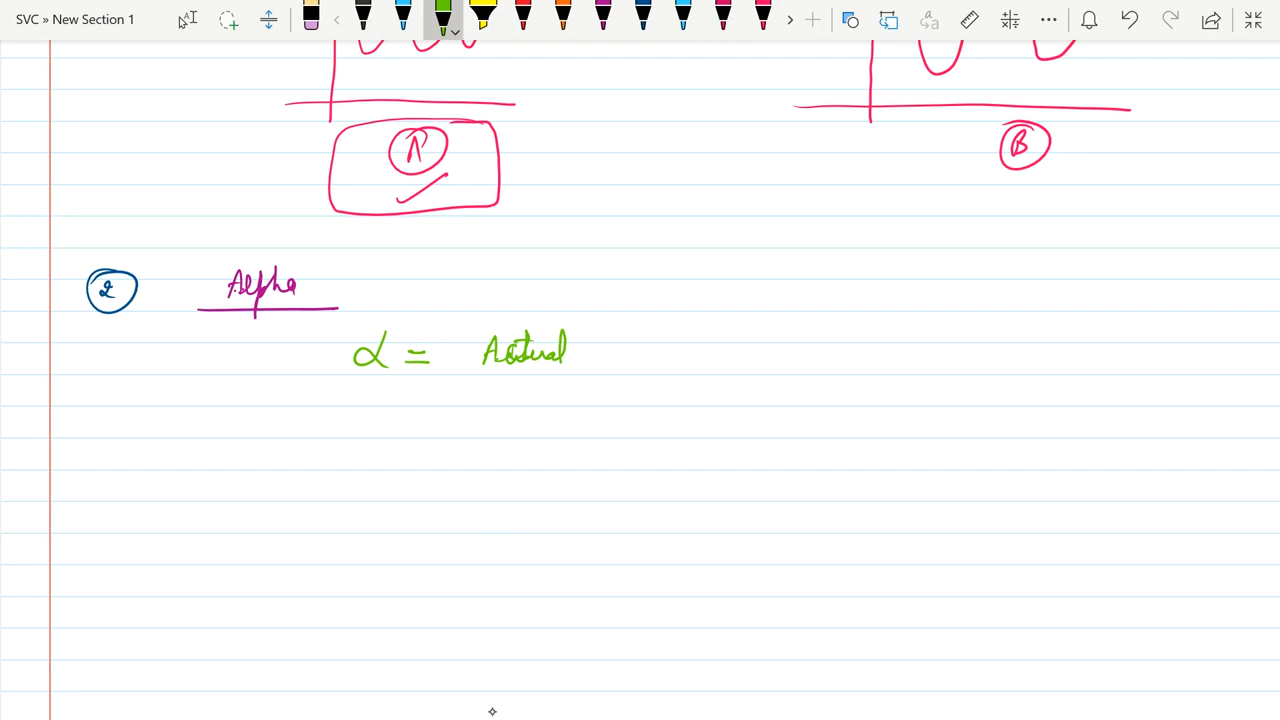 SVC » New Section 1
A
B
2 Alpha
α = Actual